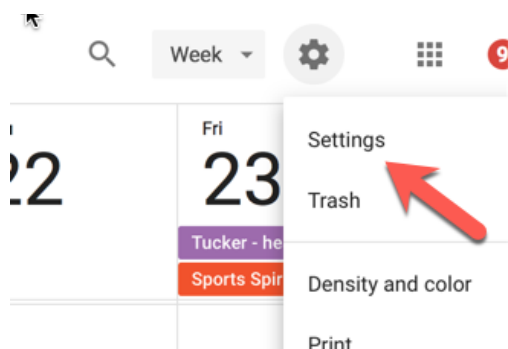 Week
9
Fri
22
23
Tucker - he
Sports Spir
Settings
Trash
Density and color
Print